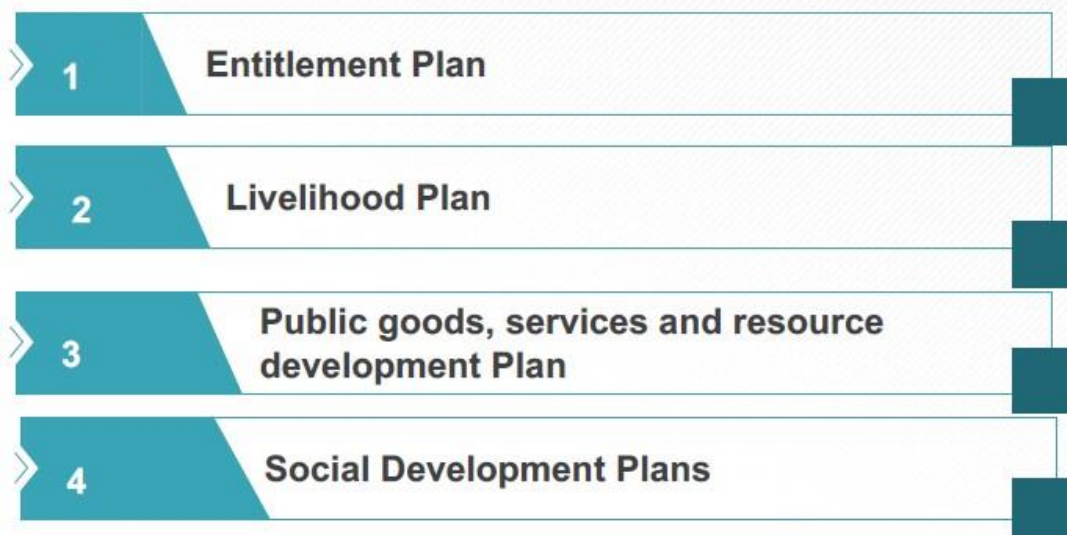 1
Entitlement Plan
2
Livelihood Plan
3
Public goods, services and resource
development Plan
4
Social Development Plans